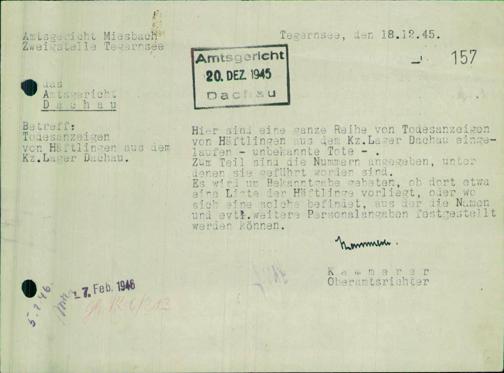 Amtsgericht Miesbach
Zweigstelle Tegernsee
Tegernsee, den 18.12.45.
157
Amtsgericht
20. DEZ. 1945
Dachau
das
Amtsgericht
Dachau
Betreff:
Todesanzeigen
von Häftlingen aus dem
Kz.Lager Dachau.
Hier sind eine ganze Reihe von Todesanzeigen
von Häftlingen aus dem Kz.Lager Dachau einge-
laufen - unbekannte Tote -.
Zum Teil sind die Nummern angegeben, unter
denen sie geführt worden sind.
Es wird um Bekanntgabe gebeten, ob dort etwa
eine Liste der Häftlinge vorliegt, oder wo
sich eine solche befindet, aus der die Namen
und evtl.weitere Personalangaben festgestellt
werden können.
Kammerer
Oberamtsrichter
7. Feb. 1946